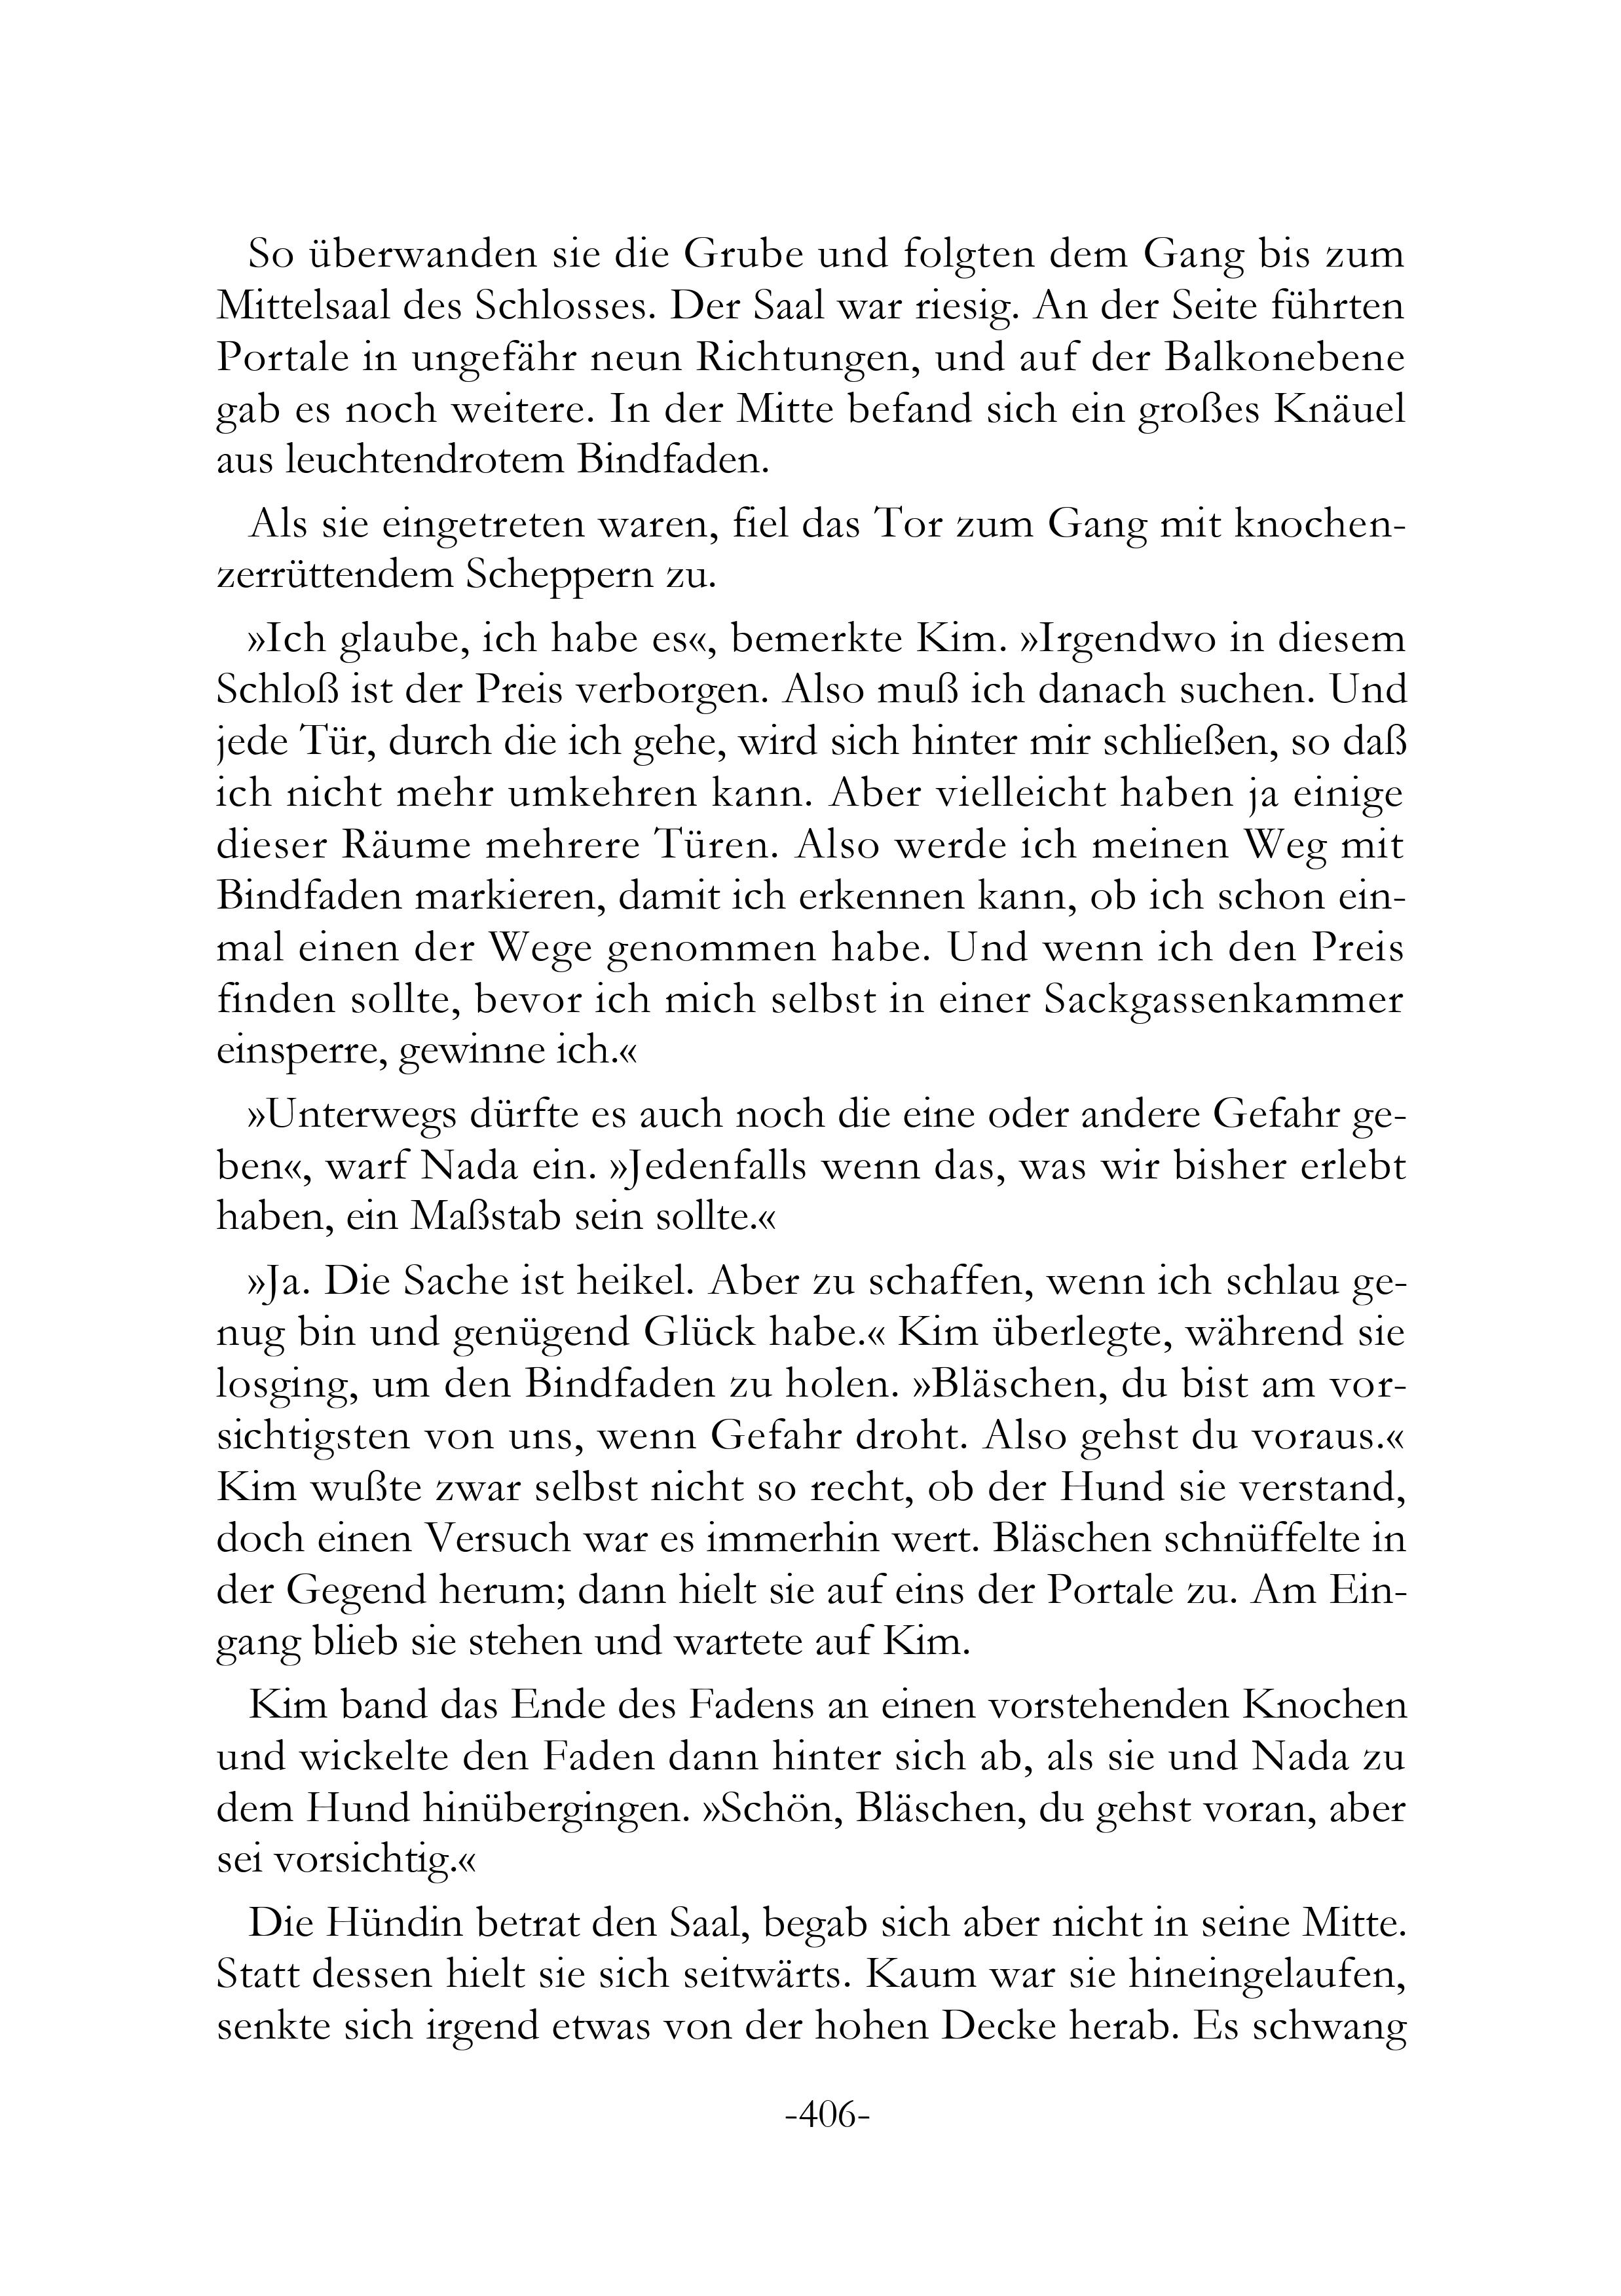 So überwanden sie die Grube und folgten dem Gang bis zum
Mittelsaal des Schlosses. Der Saal war riesig. An der Seite führten
Portale in ungefähr neun Richtungen, und auf der Balkonebene
gab es noch weitere. In der Mitte befand sich ein großes Knäuel
aus leuchtendrotem Bindfaden.
Als sie eingetreten waren, fiel das Tor zum Gang mit knochen-
zerrüttendem Scheppern zu.
»Ich glaube, ich habe es«, bemerkte Kim. »Irgendwo in diesem
Schloß ist der Preis verborgen. Also muß ich danach suchen. Und
jede Tür, durch die ich gehe, wird sich hinter mir schließen, so daß
ich nicht mehr umkehren kann. Aber vielleicht haben ja einige
dieser Räume mehrere Türen. Also werde ich meinen Weg mit
Bindfaden markieren, damit ich erkennen kann, ob ich schon ein-
mal einen der Wege genommen habe. Und wenn ich den Preis
finden sollte, bevor ich mich selbst in einer Sackgassenkammer
einsperre, gewinne ich.«
»Unterwegs dürfte es auch noch die eine oder andere Gefahr ge-
ben«, warf Nada ein. »Jedenfalls wenn das, was wir bisher erlebt
haben, ein Maßstab sein sollte.«
»Ja. Die Sache ist heikel. Aber zu schaffen, wenn ich schlau ge-
nug bin und genügend Glück habe.« Kim überlegte, während sie
losging, um den Bindfaden zu holen. »Bläschen, du bist am vor-
sichtigsten von uns, wenn Gefahr droht. Also gehst du voraus.«
Kim wußte zwar selbst nicht so recht, ob der Hund sie verstand,
doch einen Versuch war es immerhin wert. Bläschen schnüffelte in
der Gegend herum; dann hielt sie auf eins der Portale zu. Am Ein-
gang blieb sie stehen und wartete auf Kim.
Kim band das Ende des Fadens an einen vorstehenden Knochen
und wickelte den Faden dann hinter sich ab, als sie und Nada zu
dem Hund hinübergingen. »Schön, Bläschen, du gehst voran, aber
sei vorsichtig.«
Die Hündin betrat den Saal, begab sich aber nicht in seine Mitte.
Statt dessen hielt sie sich seitwärts. Kaum war sie hineingelaufen,
senkte sich irgend etwas von der hohen Decke herab. Es schwang
-406-